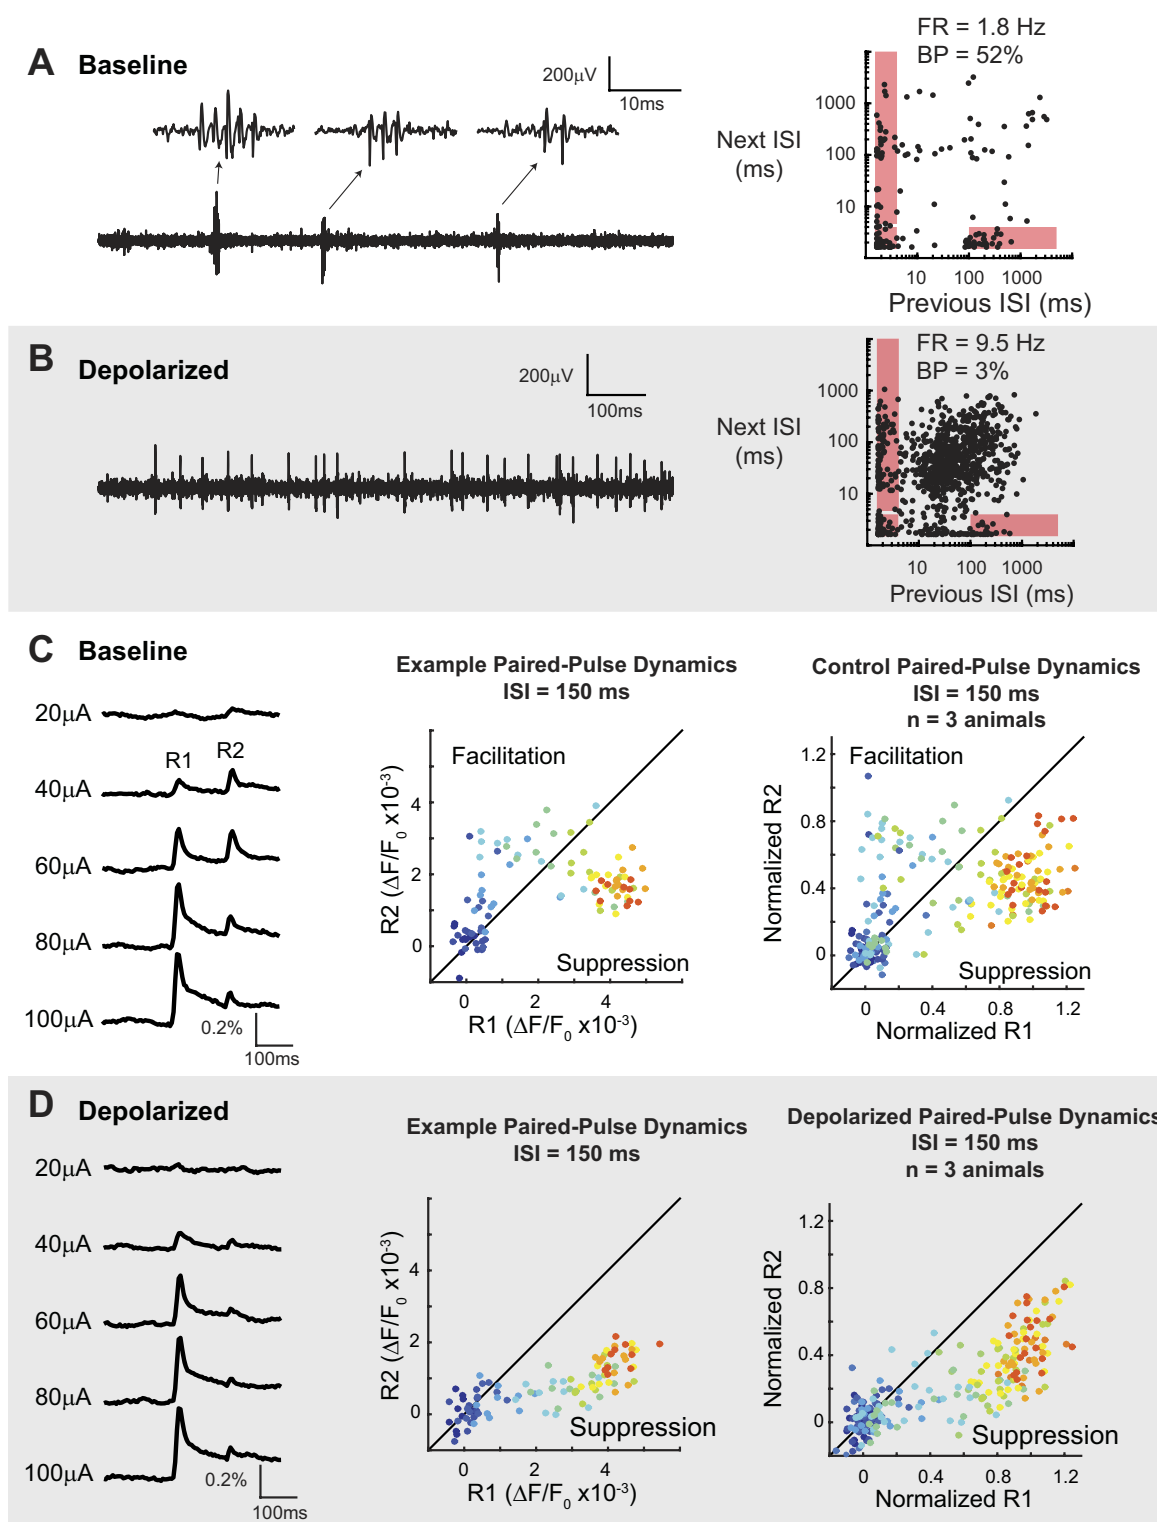 A Baseline
200μV
10ms
FR = 1.8 Hz
BP = 52%
Next ISI
(ms)
1000
100
10
10 100 1000
Previous ISI (ms)
B Depolarized
200μV
100ms
FR = 9.5 Hz
BP = 3%
Next ISI
(ms)
1000
100
10
10 100 1000
Previous ISI (ms)
C Baseline
20μA
40μA
R1 R2
60μA
80μA
100μA
0.2%
100ms
Example Paired-Pulse Dynamics
ISI = 150 ms
Facilitation
Suppression
R2 (ΔF/F0 x10-3)
4
2
0
0 2 4
R1 (ΔF/F0 x10-3)
Control Paired-Pulse Dynamics
ISI = 150 ms
n = 3 animals
Facilitation
Suppression
Normalized R2
1.2
0.8
0.4
0
0 0.4 0.8 1.2
Normalized R1
D Depolarized
20μA
40μA
60μA
80μA
100μA
0.2%
100ms
Example Paired-Pulse Dynamics
ISI = 150 ms
Suppression
R2 (ΔF/F0 x10-3)
4
2
0
0 2 4
R1 (ΔF/F0 x10-3)
Depolarized Paired-Pulse Dynamics
ISI = 150 ms
n = 3 animals
Suppression
Normalized R2
1.2
0.8
0.4
0
0 0.4 0.8 1.2
Normalized R1